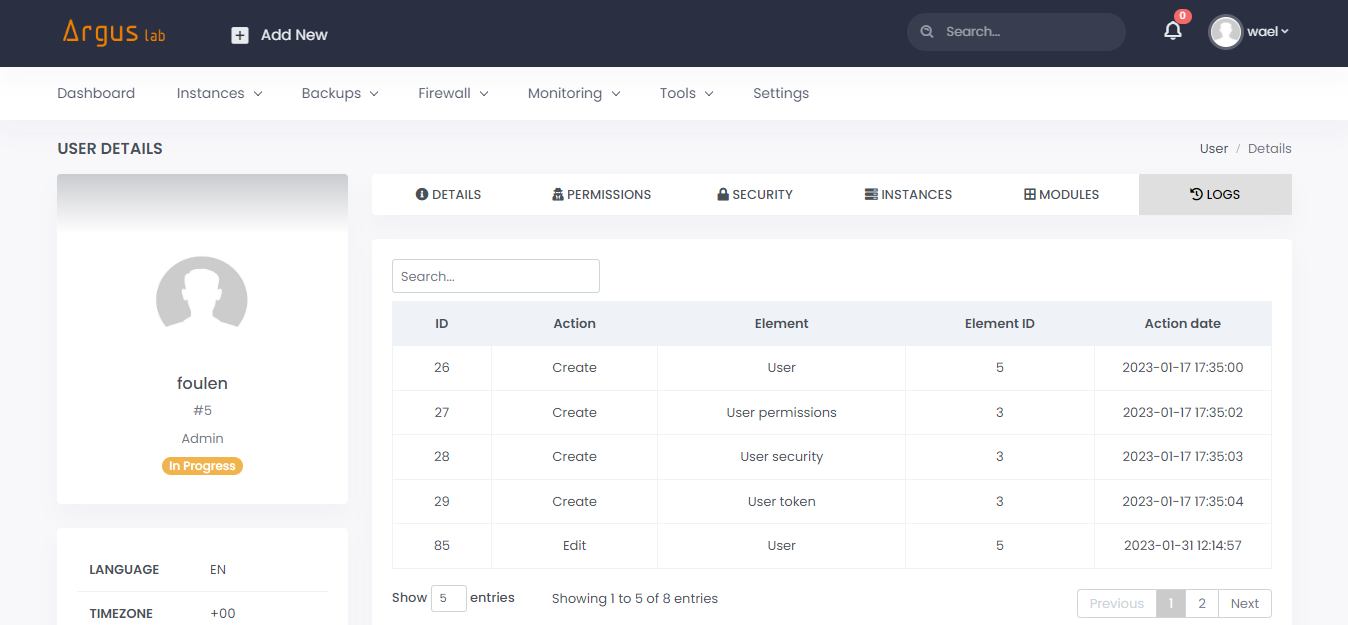 Argus lab
Add New
Search...
0
wael
Dashboard Instances Backups Firewall Monitoring Tools Settings
USER DETAILS
User / Details
foulen
#5
Admin
In Progress
LANGUAGE EN
TIMEZONE +00
DETAILS PERMISSIONS SECURITY INSTANCES MODULES LOGS
Search...
ID Action Element Element ID Action date
26 Create User 5 2023-01-17 17:35:00
27 Create User permissions 3 2023-01-17 17:35:02
28 Create User security 3 2023-01-17 17:35:03
29 Create User token 3 2023-01-17 17:35:04
85 Edit User 5 2023-01-31 12:14:57
Show 5 entries Showing 1 to 5 of 8 entries
Previous 1 2 Next